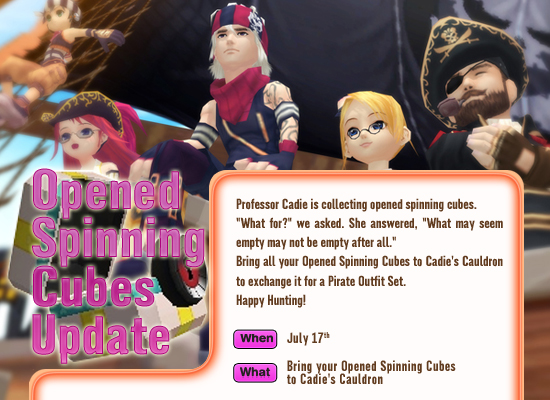 Opened
Spinning
Cubes
Update
Professor Cadie is collecting opened spinning cubes.
"What for?" we asked. She answered, "What may seem
empty may not be empty after all."
Bring all your Opened Spinning Cubes to Cadie's Cauldron
to exchange it for a Pirate Outfit Set.
Happy Hunting!
When July 17th
What Bring your Opened Spinning Cubes
to Cadie's Cauldron